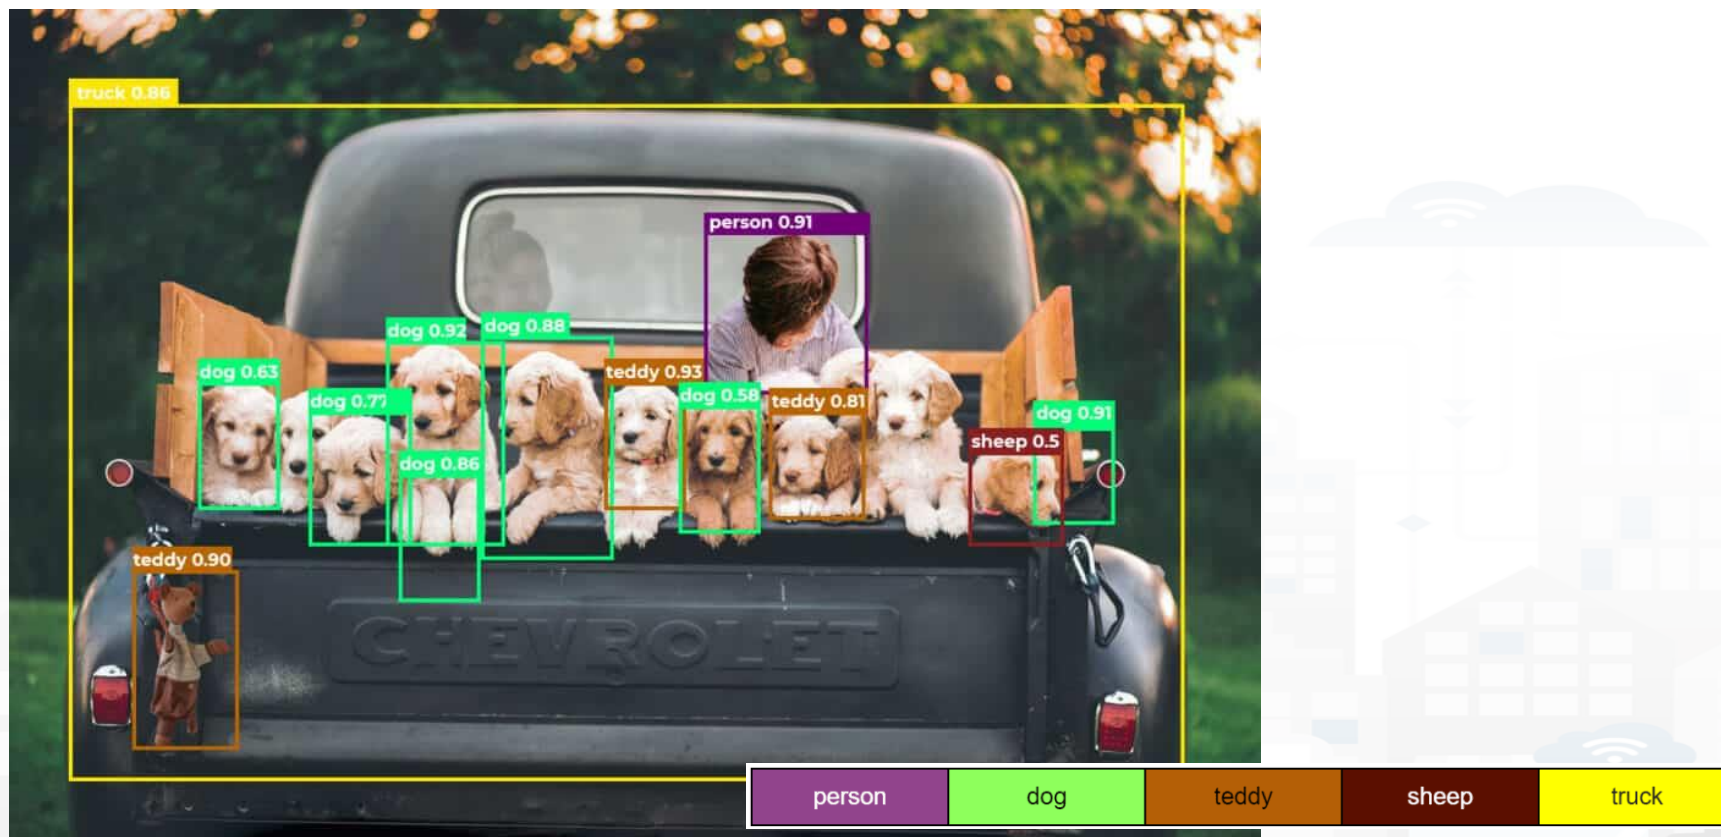 truck 0.86
person 0.91
dog 0.92
dog 0.88
dog 0.63
teddy 0.93
dog 0.77
dog 0.58
teddy 0.81
dog 0.91
sheep 0.5
dog 0.86
teddy 0.90
CHEVROLET
person
dog
teddy
sheep
truck